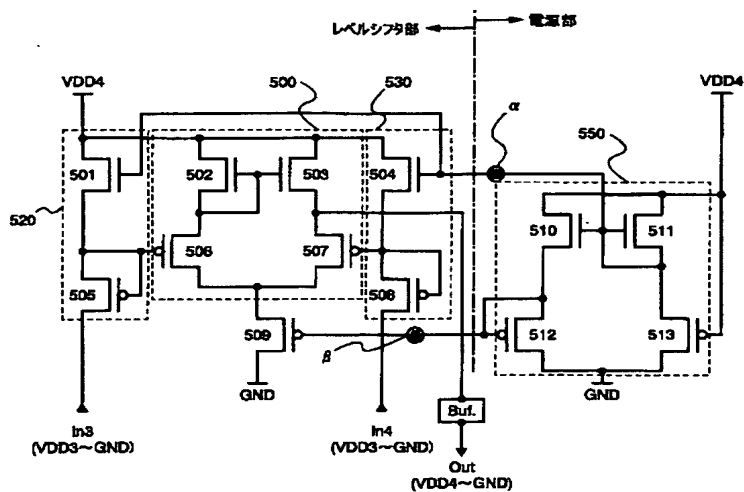 レベルシフタ部
電源部
VDD4
500
530
α
VDD4
550
501
502
503
504
520
510
511
506
507
505
508
509
512
513
β
GND
GND
In3
(VDD3~GND)
In4
(VDD3~GND)
Buf.
Out
(VDD4~GND)